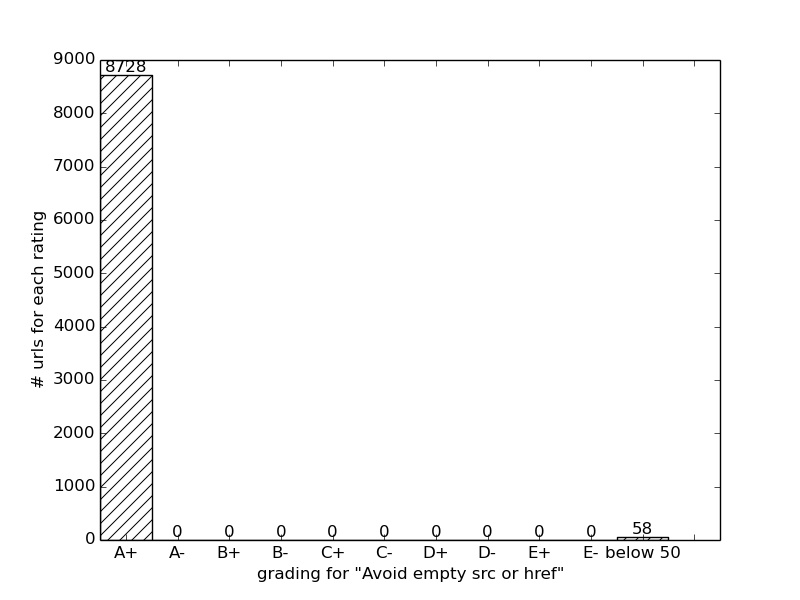 9000
8728
8000
7000
6000
5000
4000
3000
2000
1000
0
0 0 0 0 0 0 0 0 0 58
A+ A- B+ B- C+ C- D+ D- E+ E- below 50
grading for "Avoid empty src or href"
# urls for each rating